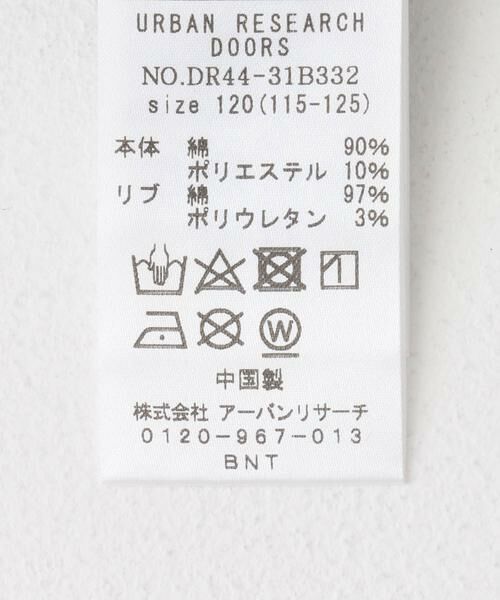 URBAN RESEARCH
DOORS
NO.DR44-31B332
size 120(115-125)
本体 綿 90%
ポリエステル 10%
リブ 綿 97%
ポリウレタン 3%
W
中国製
株式会社 アーバンリサーチ
0120-967-013
BNT